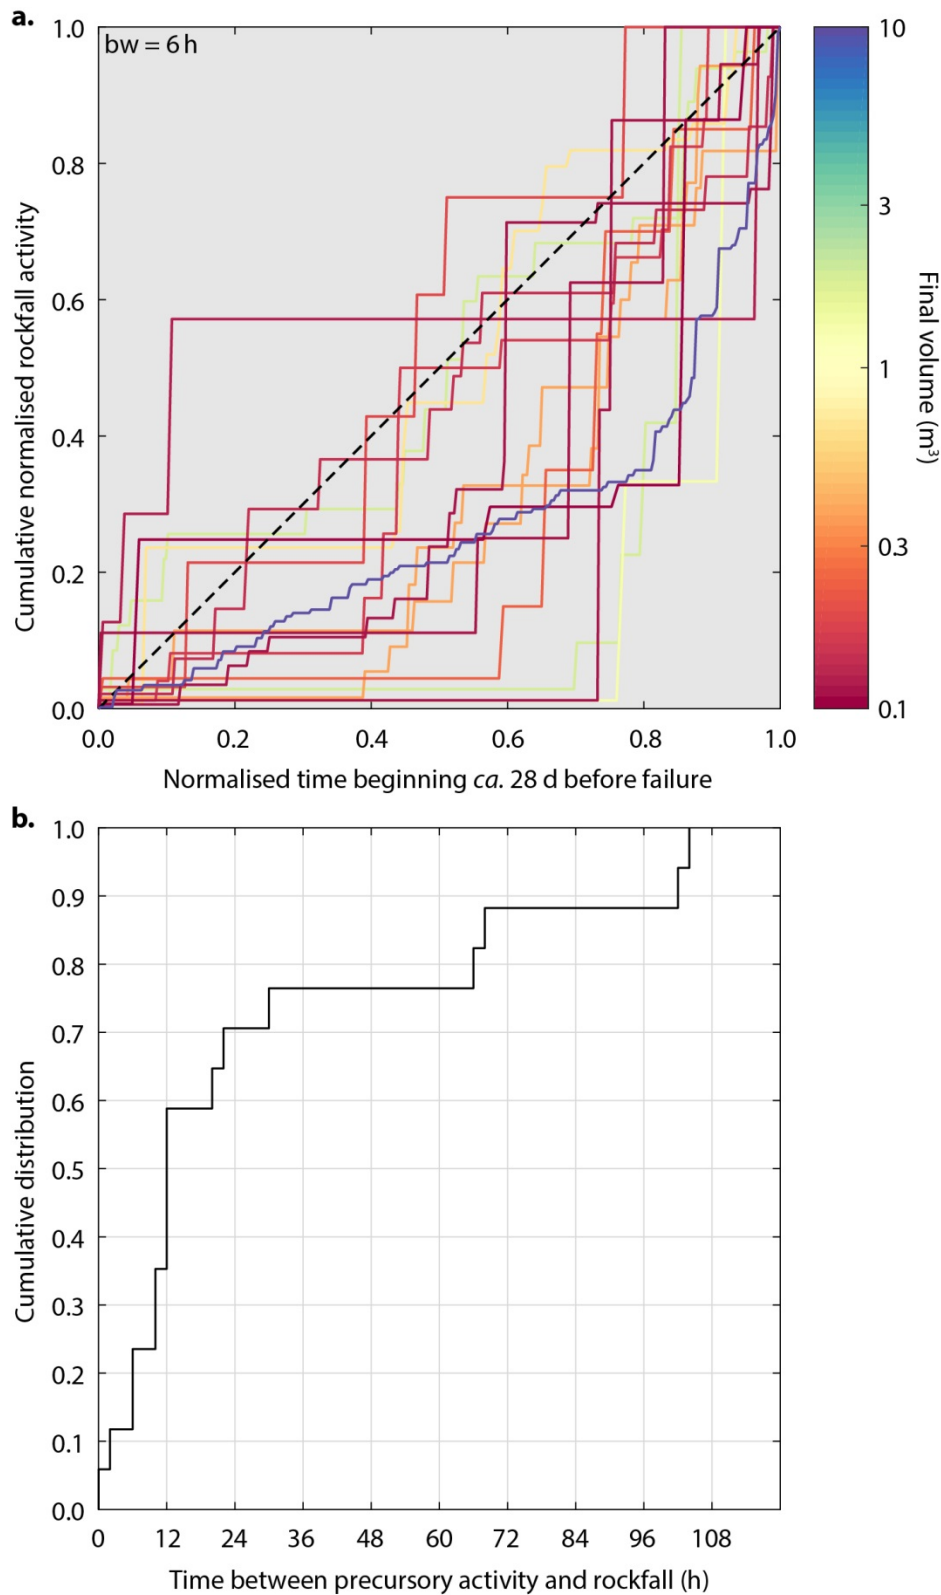 a.
bw = 6 h
1.0
0.8
0.6
0.4
0.2
0.0
Cumulative normalised rockfall activity
0.0 0.2 0.4 0.6 0.8 1.0
Normalised time beginning ca. 28 d before failure
10
3
1
0.3
0.1
Final volume (m³)
b.
1.0
0.9
0.8
0.7
0.6
0.5
0.4
0.3
0.2
0.1
0.0
Cumulative distribution
0 12 24 36 48 60 72 84 96 108
Time between precursory activity and rockfall (h)